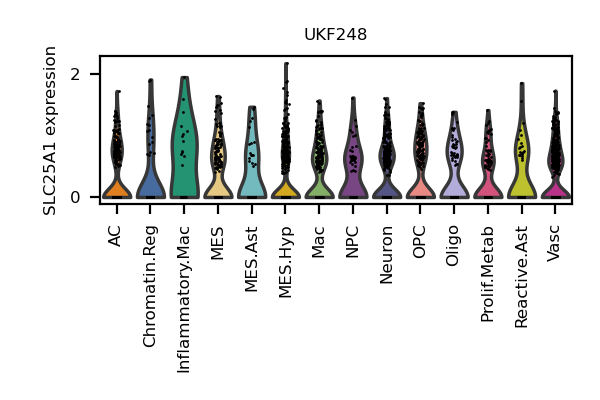 UKF248
SLC25A1 expression
2
0
AC
Chromatin.Reg
Inflammatory.Mac
MES
MES.Ast
MES.Hyp
Mac
NPC
Neuron
OPC
Oligo
Prolif.Metab
Reactive.Ast
Vasc